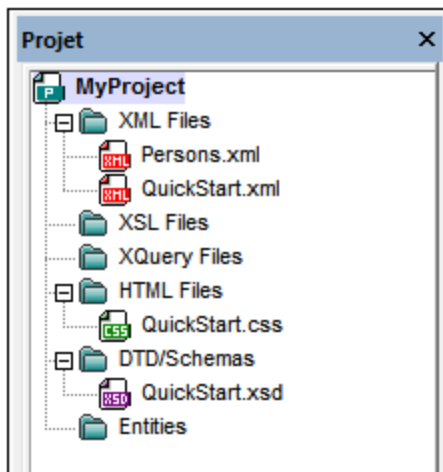 Projet
MyProject
XML Files
Persons.xml
QuickStart.xml
XSL Files
XQuery Files
HTML Files
QuickStart.css
DTD/Schemas
QuickStart.xsd
Entities